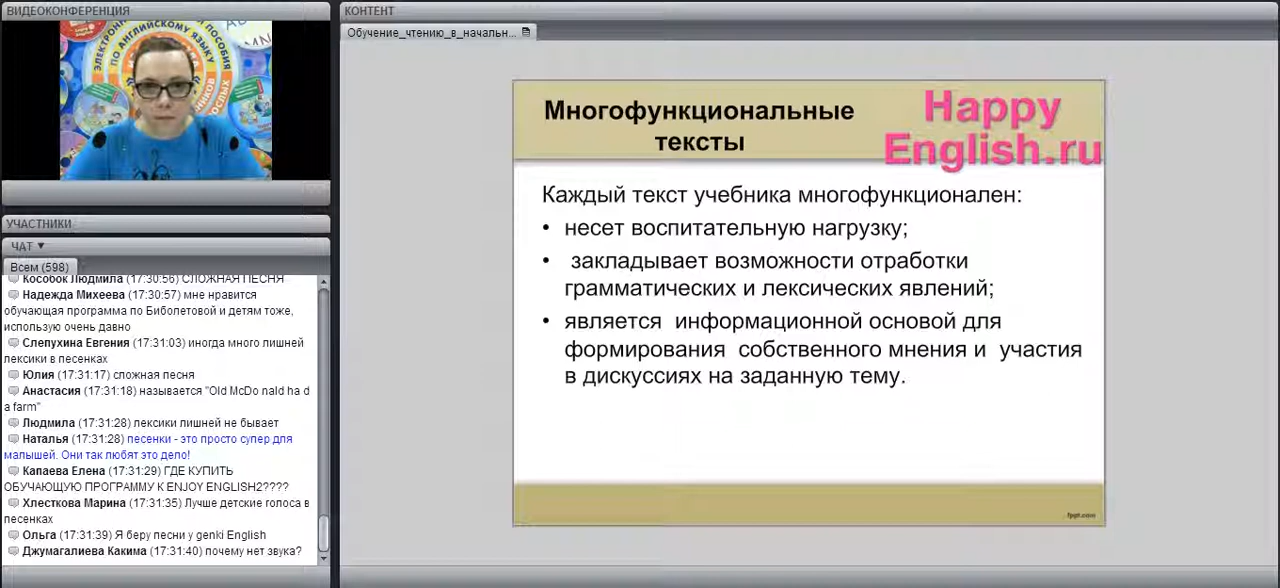 ВИДЕОКОНФЕРЕНЦИЯ
ЭЛЕКТРОННЫЕ ПОСОБИЯ
ПО АНГЛИЙСКОМУ ЯЗЫКУ
УЧАСТНИКИ
ЧАТ
Всем (598)
Кособок Людмила (17:30:56) СЛОЖНАЯ ПЕСНЯ
Надежда Михеева (17:30:57) мне нравится
обучающая программа по Биболетовой и детям тоже,
использую очень давно
Слепухина Евгения (17:31:03) иногда много лишней
лексики в песенках
Юлия (17:31:17) сложная песня
Анастасия (17:31:18) называется "Old McDo nald ha d
a farm"
Людмила (17:31:28) лексики лишней не бывает
Наталья (17:31:28) песенки - это просто супер для
малышей. Они так любят это дело!
Капаева Елена (17:31:29) ГДЕ КУПИТЬ
ОБУЧАЮЩУЮ ПРОГРАММУ К ENJOY ENGLISH2????
Хлесткова Марина (17:31:35) Лучше детские голоса в
песенках
Ольга (17:31:39) Я беру песни у genki English
Джумагалиева Какима (17:31:40) почему нет звука?
КОНТЕНТ
Обучение_чтению_в_начальн...
Многофункциональные
тексты
Happy
English.ru
Каждый текст учебника многофункционален:
• несет воспитательную нагрузку;
• закладывает возможности отработки
грамматических и лексических явлений;
• является информационной основой для
формирования собственного мнения и участия
в дискуссиях на заданную тему.
fppt.com